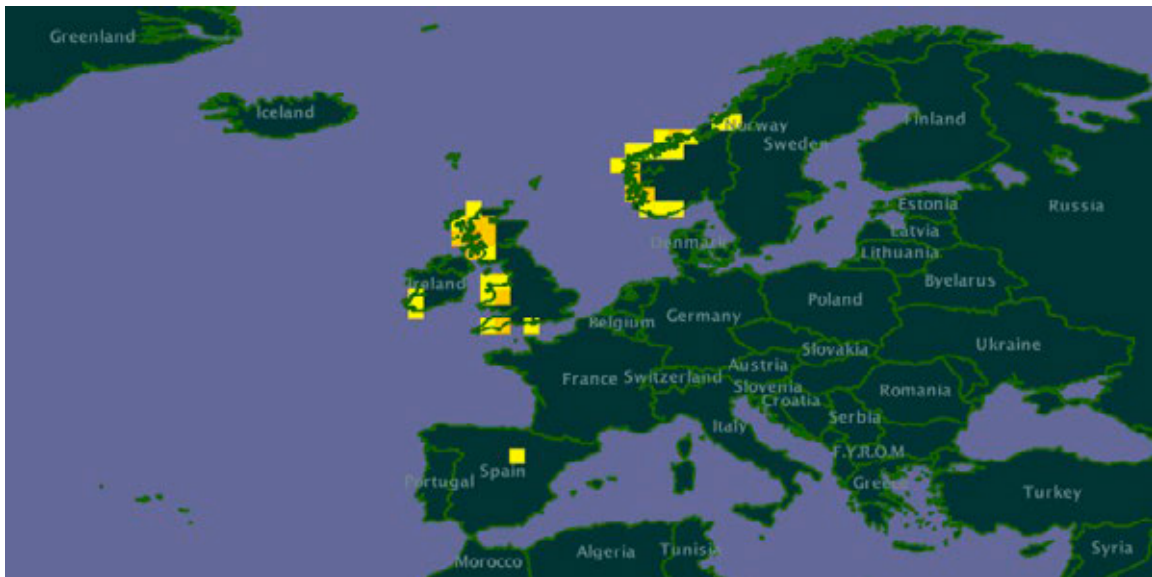 Greenland
Iceland
Norway
Finland
Sweden
Estonia
Russia
Latvia
Denmark
Lithuania
Ireland
Byelarus
Poland
Germany
Belgium
Ukraine
Slovakia
Austria
France
Switzerland
Slovenia
Romania
Croatia
Serbia
Italy
F.Y.R.O.M
Spain
Portugal
Greece
Turkey
Algeria
Tunisia
Syria
Morocco